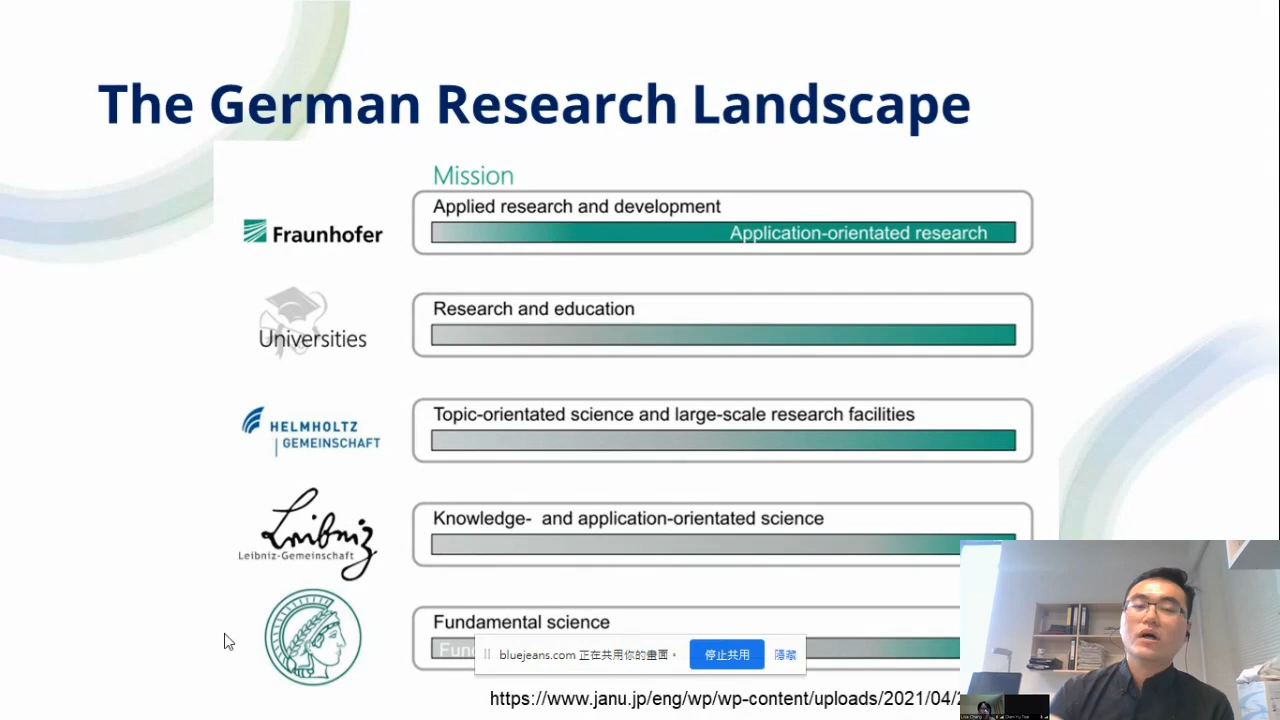 The German Research Landscape
Mission
Fraunhofer
Applied research and development
Application-orientated research
Universities
Research and education
HELMHOLTZ
GEMEINSCHAFT
Topic-orientated science and large-scale research facilities
Leibniz
Leibniz-Gemeinschaft
Knowledge- and application-orientated science
Fundamental science
bluejeans.com 正在共用你的畫面。
停止共用
隱藏
https://www.janu.jp/eng/wp/wp-content/uploads/2021/04/